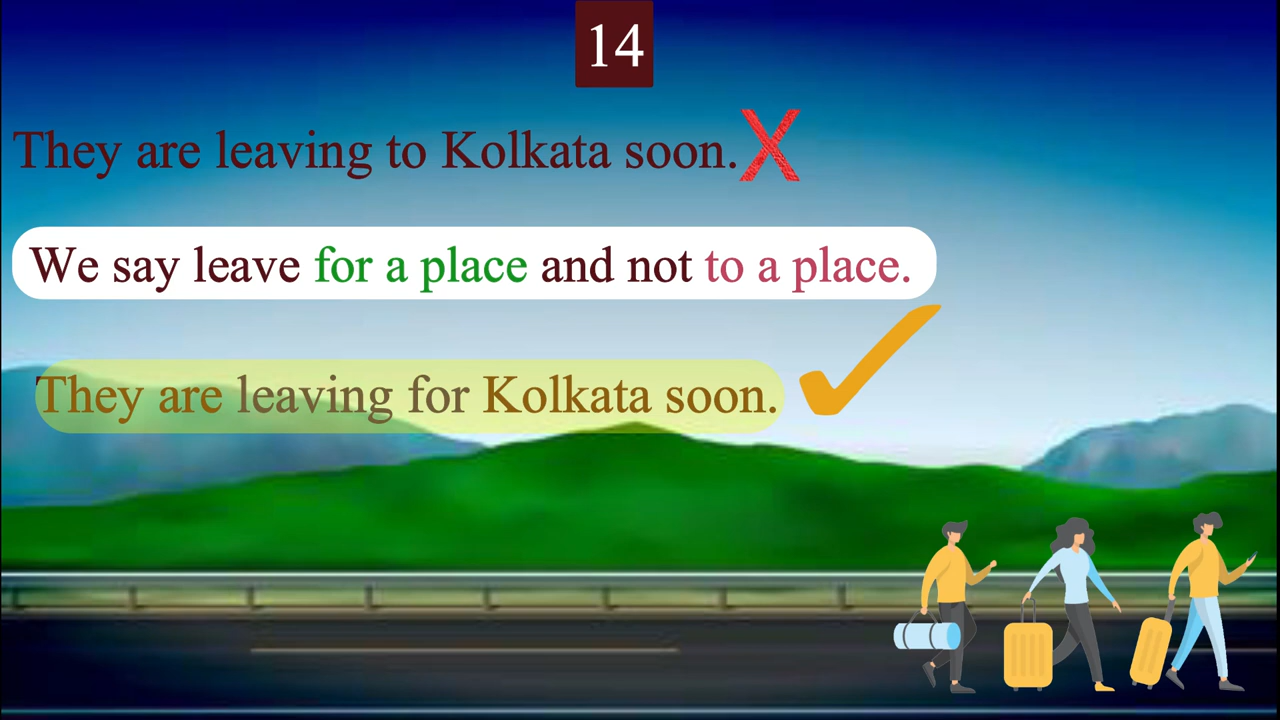 14
They are leaving to Kolkata soon. X
We say leave for a place and not to a place.
They are leaving for Kolkata soon.